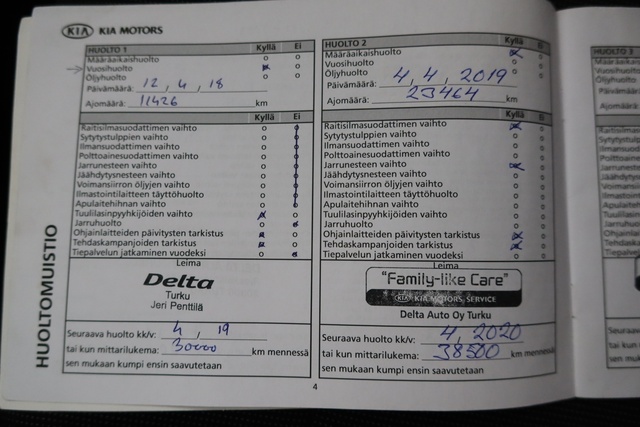 KIA KIA MOTORS
HUOLTO 1 Kyllä Ei
Määräaikaishuolto
Vuosihuolto
Öljyhuolto
Päivämäärä: 12, 4, 18
Ajomäärä: 11426 km
Kyllä Ei
Raitisilmasuodattimen vaihto
Sytytystulppien vaihto
Ilmansuodattimen vaihto
Polttoainesuodattimen vaihto
Jarrunesteen vaihto
Jäähdytysnesteen vaihto
Voimansiirron öljyjen vaihto
Ilmastointilaitteen täyttöhuolto
Apulaitehihnan vaihto
Tuulilasinpyyhkijöiden vaihto
Jarruhuolto
Ohjainlaitteiden päivitysten tarkistus
Tehdaskampanjoiden tarkistus
Tiepalvelun jatkaminen vuodeksi
Leima
Delta
Turku
Jeri Penttilä
Seuraava huolto kk/v: 4, 19
tai kun mittarilukema: 30000 km mennessä
sen mukaan kumpi ensin saavutetaan
HUOLTO 2 Kyllä Ei
Määräaikaishuolto
Vuosihuolto
Öljyhuolto
Päivämäärä: 4, 4, 2019
Ajomäärä: 23464 km
Kyllä Ei
Raitisilmasuodattimen vaihto
Sytytystulppien vaihto
Ilmansuodattimen vaihto
Polttoainesuodattimen vaihto
Jarrunesteen vaihto
Jäähdytysnesteen vaihto
Voimansiirron öljyjen vaihto
Ilmastointilaitteen täyttöhuolto
Apulaitehihnan vaihto
Tuulilasinpyyhkijöiden vaihto
Jarruhuolto
Ohjainlaitteiden päivitysten tarkistus
Tehdaskampanjoiden tarkistus
Tiepalvelun jatkaminen vuodeksi
Leima
"Family-like Care"
KIA KIA MOTORS SERVICE
Delta Auto Oy Turku
Seuraava huolto kk/v: 4, 2020
tai kun mittarilukema: 38500 km mennessä
sen mukaan kumpi ensin saavutetaan
HUOLTOMUISTIO
4